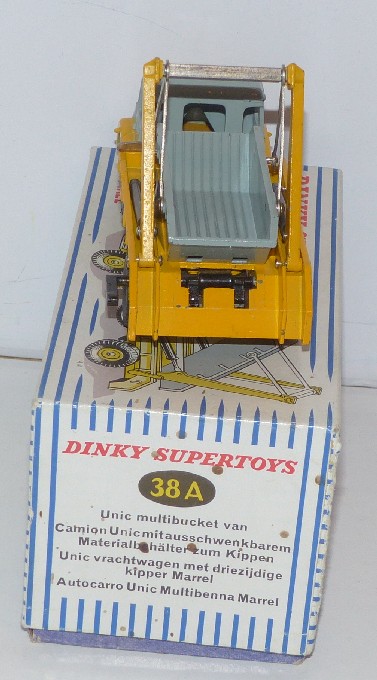 DINKY SUPERTOYS
38A
Unic multibucket van
Camion Unic mit ausschwenkbarem
Materialbehälter zum Kippen
Unic vrachtwagen met driezijdige
kipper Marrel
Autocarro Unic Multibenna Marrel